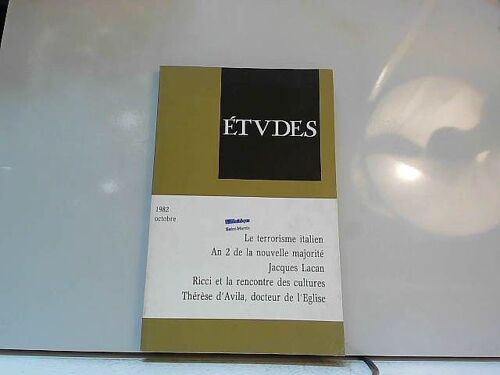 ÉTVDES
1982
octobre
Bibliothèque
Le terrorisme italien
An 2 de la nouvelle majorité
Jacques Lacan
Ricci et la rencontre des cultures
Thérèse d'Avila, docteur de l'Eglise